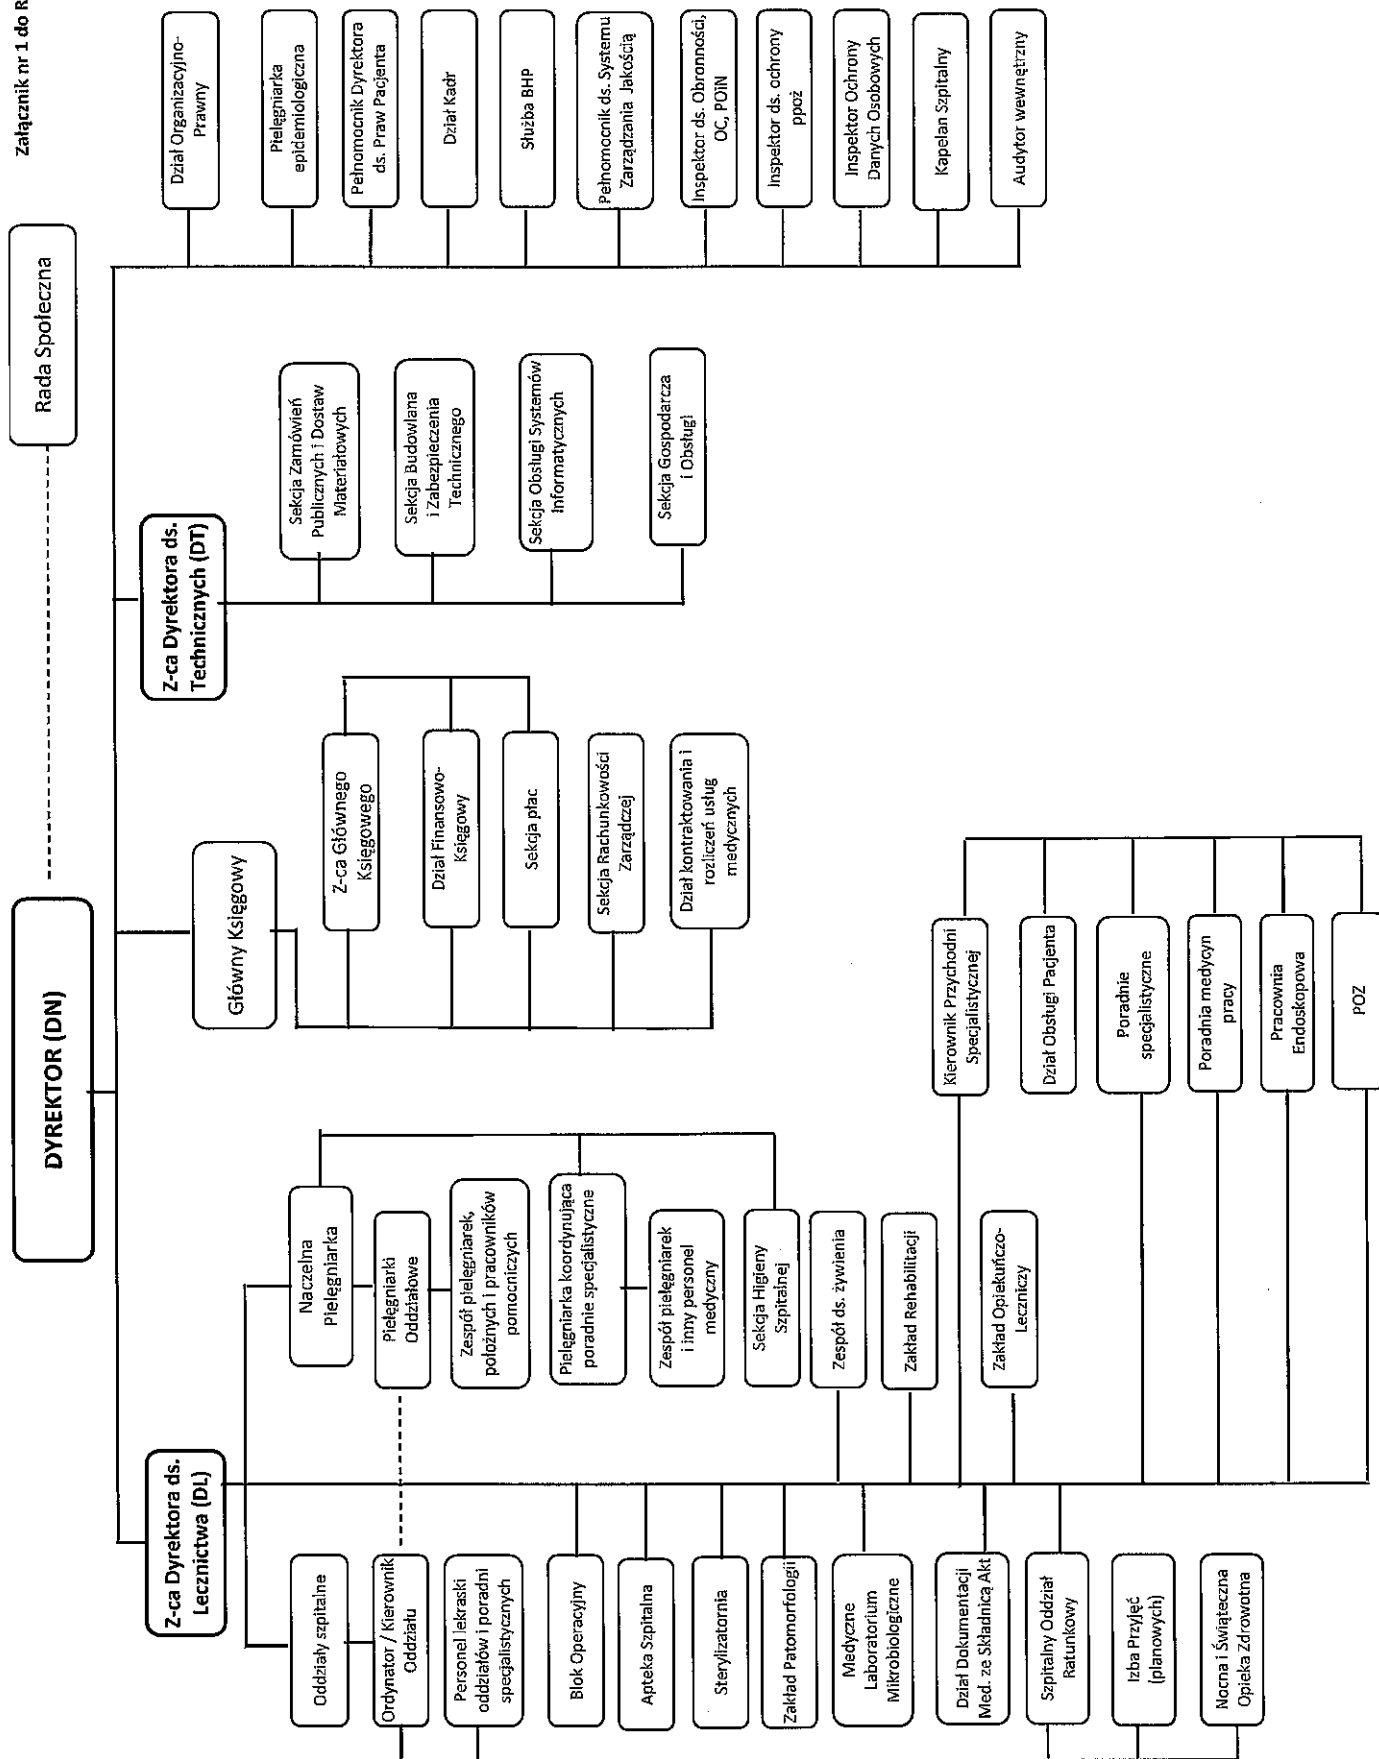 Załącznik nr 1 do R
Rada Społeczna
DYREKTOR (DN)
Z-ca Dyrektora ds.
Lecznictwa (DL)
Główny Księgowy
Z-ca Dyrektora ds.
Technicznych (DT)
Oddziały szpitalne
Ordynator / Kierownik
Oddziału
Personel lekraski
oddziałów i poradni
specjalistycznych
Blok Operacyjny
Apteka Szpitalna
Sterylizatornia
Zakład Patomorfologii
Medyczne
Laboratorium
Mikrobiologiczne
Dział Dokumentacji
Med. ze Składnicą Akt
Szpitalny Oddział
Ratunkowy
Izba Przyjęć
(planowych)
Nocna i Świąteczna
Opieka Zdrowotna
Naczelna
Pielęgniarka
Pielęgniarki
Oddziałowe
Zespół pielęgniarek,
położnych i pracowników
pomocniczych
Pielęgniarka koordynująca
poradnie specjalistyczne
Zespół pielęgniarek
i inny personel
medyczny
Sekcja Higieny
Szpitalnej
Zespół ds. żywienia
Zakład Rehabilitacji
Zakład Opiekuńczo-
Leczniczy
Kierownik Przychodni
Specjalistycznej
Dział Obsługi Pacjenta
Poradnie
specjalistyczne
Poradnia medycyn
pracy
Pracownia
Endoskopowa
POZ
Z-ca Głównego
Księgowego
Dział Finansowo-
Księgowy
Sekcja płac
Sekcja Rachunkowości
Zarządczej
Dział kontraktowania i
rozliczeń usług
medycznych
Sekcja Zamówień
Publicznych i Dostaw
Materiałowych
Sekcja Budowlana
i Zabezpieczenia
Technicznego
Sekcja Obsługi Systemów
Informatycznych
Sekcja Gospodarcza
i Obsługi
Dział Organizacyjno-
Prawny
Pielęgniarka
epidemiologiczna
Pełnomocnik Dyrektora
ds. Praw Pacjenta
Dział Kadr
Służba BHP
Pełnomocnik ds. Systemu
Zarządzania Jakością
Inspektor ds. Obronności,
OC, POiN
Inspektor ds. ochrony
ppoż
Inspektor Ochrony
Danych Osobowych
Kapelan Szpitalny
Audytor wewnętrzny